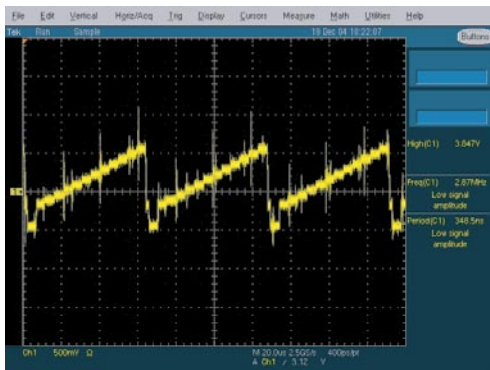 File Edit Vertical Horiz/Acq Trig Display Cursors Measure Math Utilities Help
Tek Run Sample 19 Dec 04 10:22:07 Buttons
High(C1) 3.847V
Freq(C1) 2.87MHz
Low signal
amplitude
Period(C1) 348.5ns
Low signal
amplitude
Ch1 500mV Ω M 20.0us 2.5GS/s 400ps/pt
A Ch1 / 3.12 V